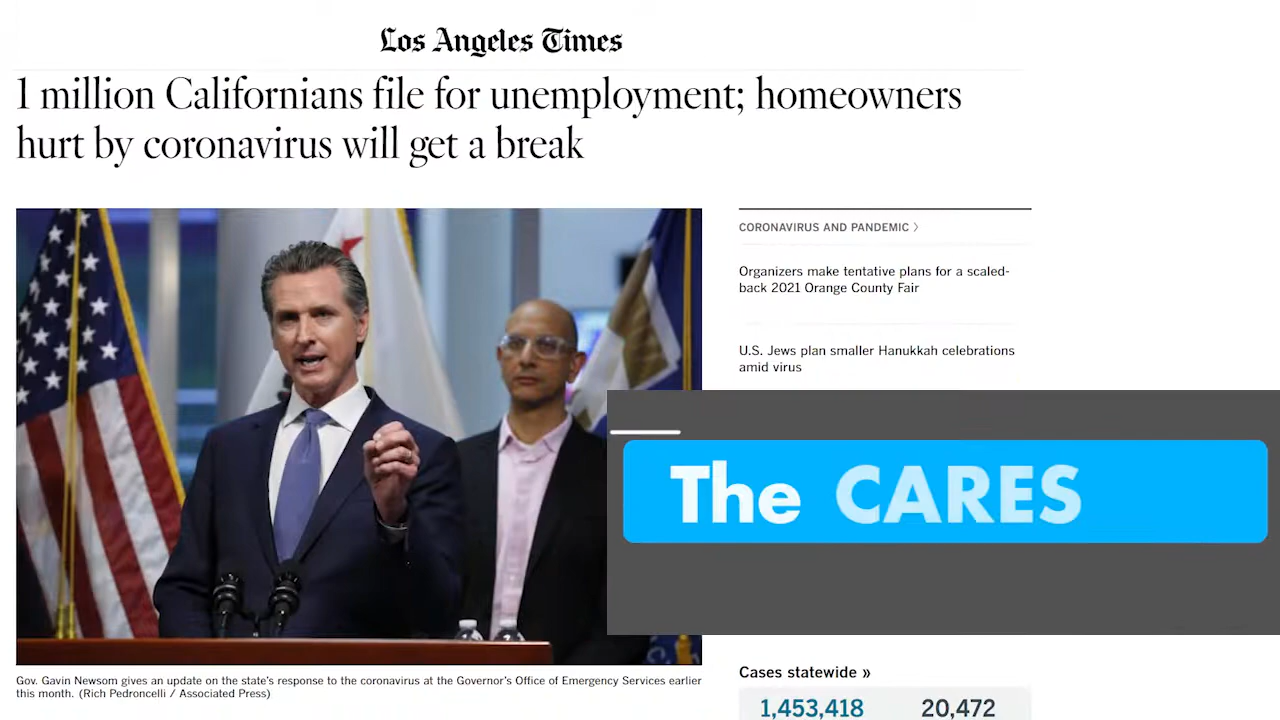 Los Angeles Times
1 million Californians file for unemployment; homeowners
hurt by coronavirus will get a break
CORONAVIRUS AND PANDEMIC 〉
Organizers make tentative plans for a scaled-
back 2021 Orange County Fair
U.S. Jews plan smaller Hanukkah celebrations
amid virus
The CARES
Gov. Gavin Newsom gives an update on the state's response to the coronavirus at the Governor's Office of Emergency Services earlier
this month. (Rich Pedroncelli / Associated Press)
Cases statewide »
1,453,418 20,472